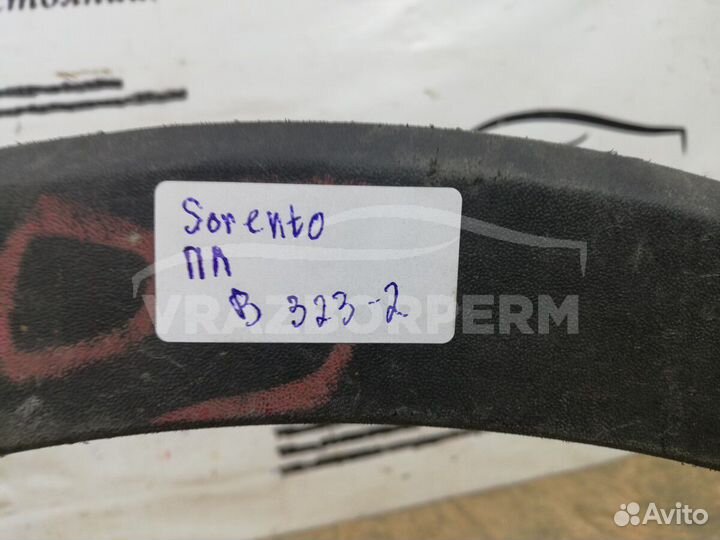 Sorento
ПЛ
В 323-2
VRAZBORPERM
Avito